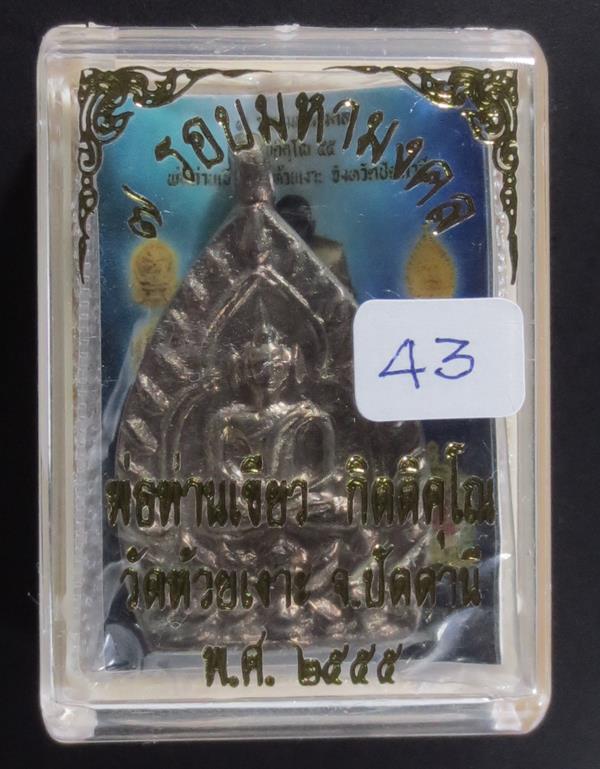 ๗ รอบมหามงคล
43
พ่อท่านเขียว กิตติคุโณ
วัดห้วยเงาะ จ.ปัตตานี
พ.ศ. ๒๕๕๕